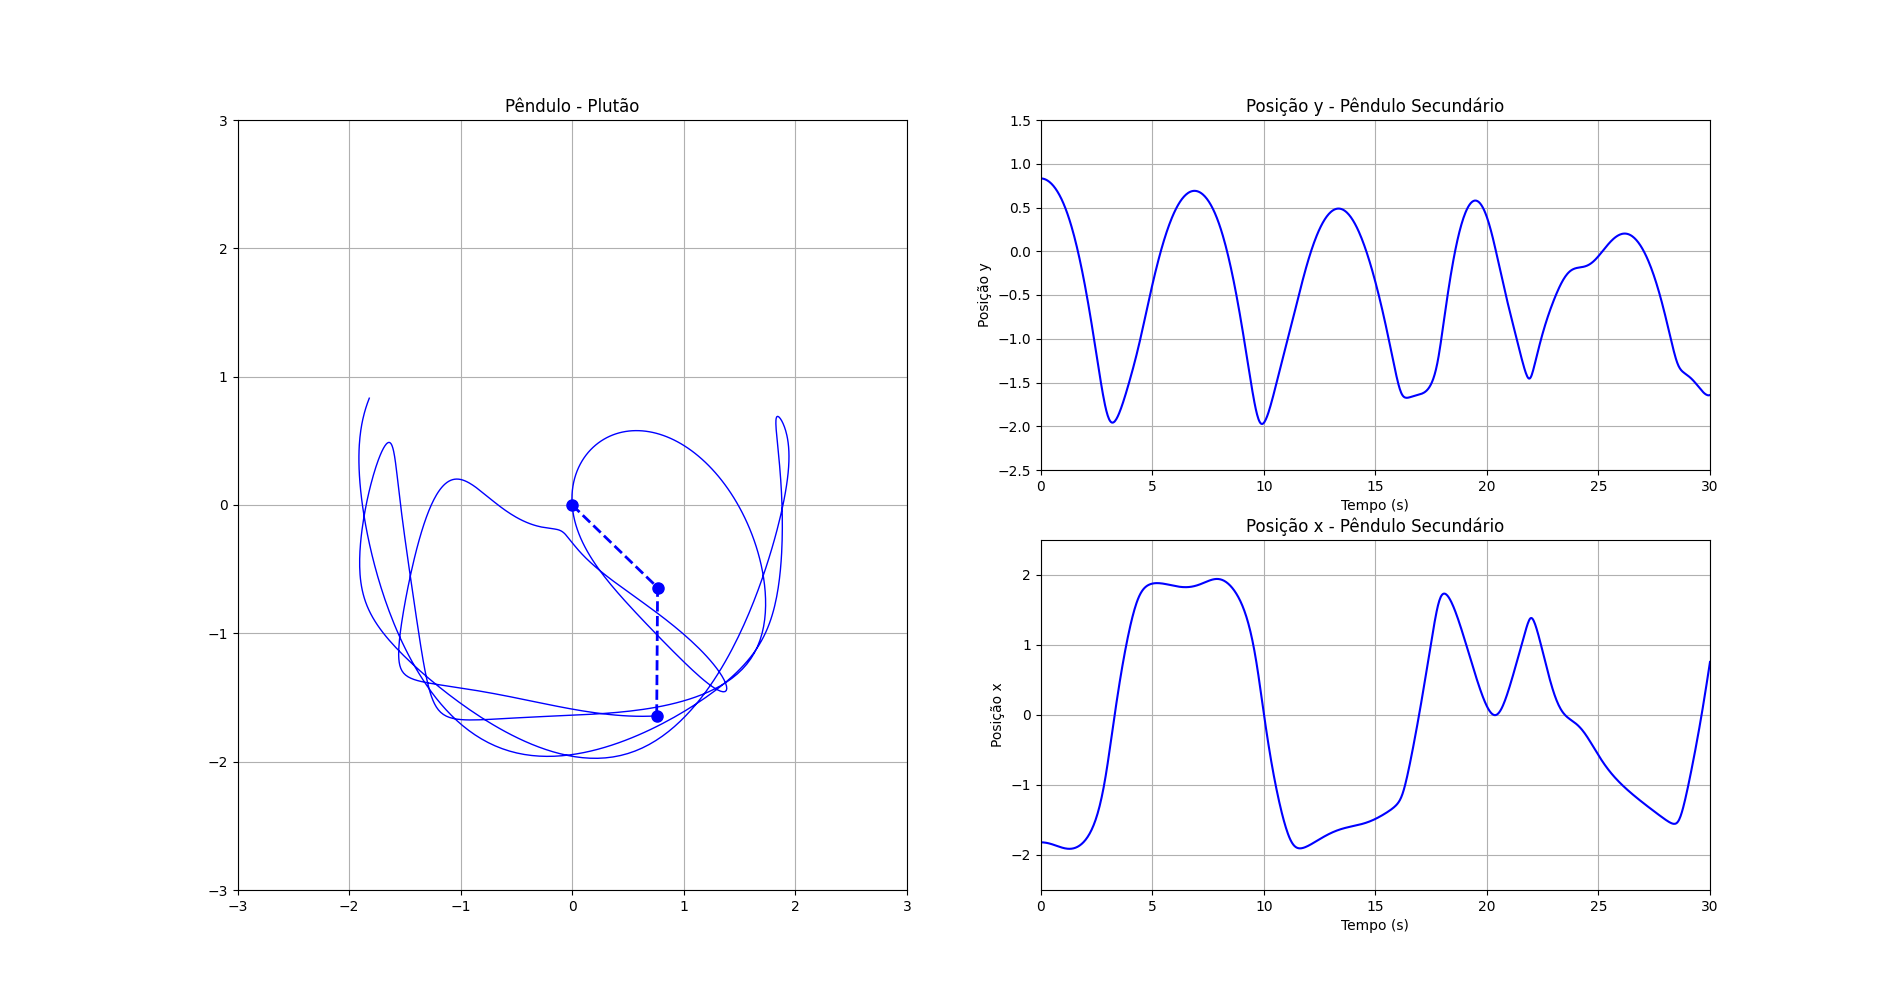 Pêndulo - Plutão
3
2
1
0
−1
−2
−3
−3 −2 −1 0 1 2 3
Posição y - Pêndulo Secundário
Posição y
1.5
1.0
0.5
0.0
−0.5
−1.0
−1.5
−2.0
−2.5
0 5 10 15 20 25 30
Tempo (s)
Posição x - Pêndulo Secundário
Posição x
2
1
0
−1
−2
0 5 10 15 20 25 30
Tempo (s)